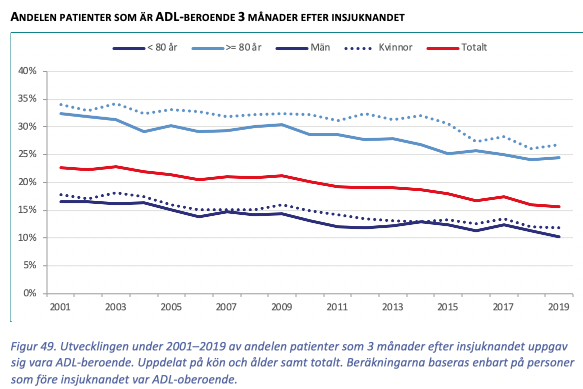 ANDELEN PATIENTER SOM ÄR ADL-BEROENDE 3 MÅNADER EFTER INSJUKNANDET
< 80 år >= 80 år Män Kvinnor Totalt
40%
35%
30%
25%
20%
15%
10%
5%
0%
2001 2003 2005 2007 2009 2011 2013 2015 2017 2019
Figur 49. Utvecklingen under 2001–2019 av andelen patienter som 3 månader efter insjuknandet uppgav
sig vara ADL-beroende. Uppdelat på kön och ålder samt totalt. Beräkningarna baseras enbart på personer
som före insjuknandet var ADL-oberoende.